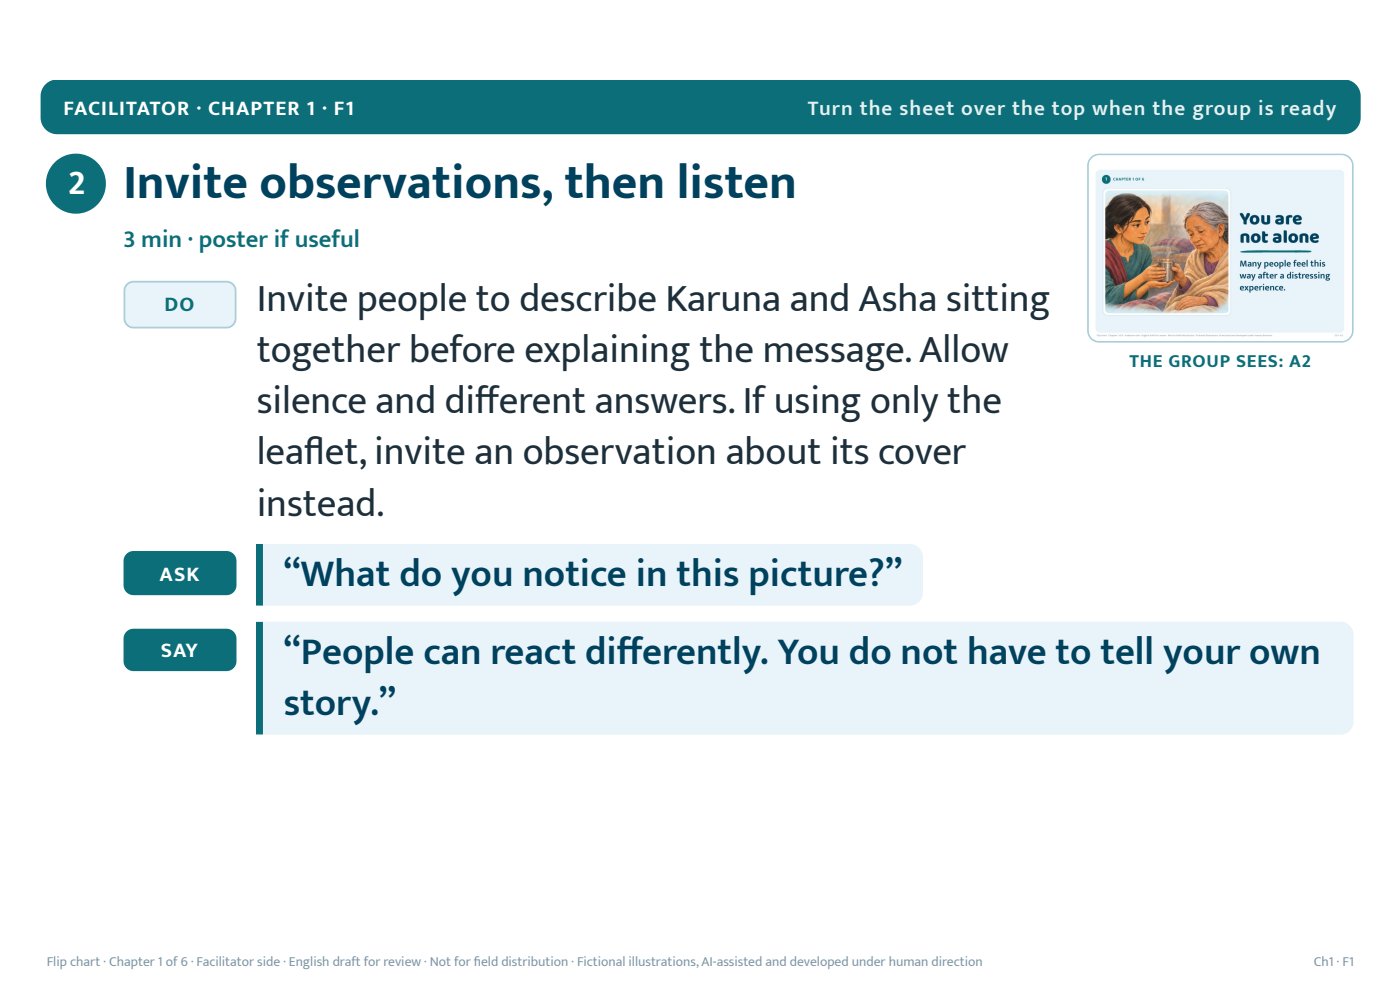 FACILITATOR · CHAPTER 1 · F1
Turn the sheet over the top when the group is ready
2
Invite observations, then listen
3 min · poster if useful
DO
Invite people to describe Karuna and Asha sitting
together before explaining the message. Allow
silence and different answers. If using only the
leaflet, invite an observation about its cover
instead.
CHAPTER 1 OF 6
You are
not alone
Many people feel this
way after a distressing
experience.
THE GROUP SEES: A2
ASK
“What do you notice in this picture?”
SAY
“People can react differently. You do not have to tell your own
story.”
Flip chart · Chapter 1 of 6 · Facilitator side · English draft for review · Not for field distribution · Fictional illustrations, AI-assisted and developed under human direction
Ch1 · F1